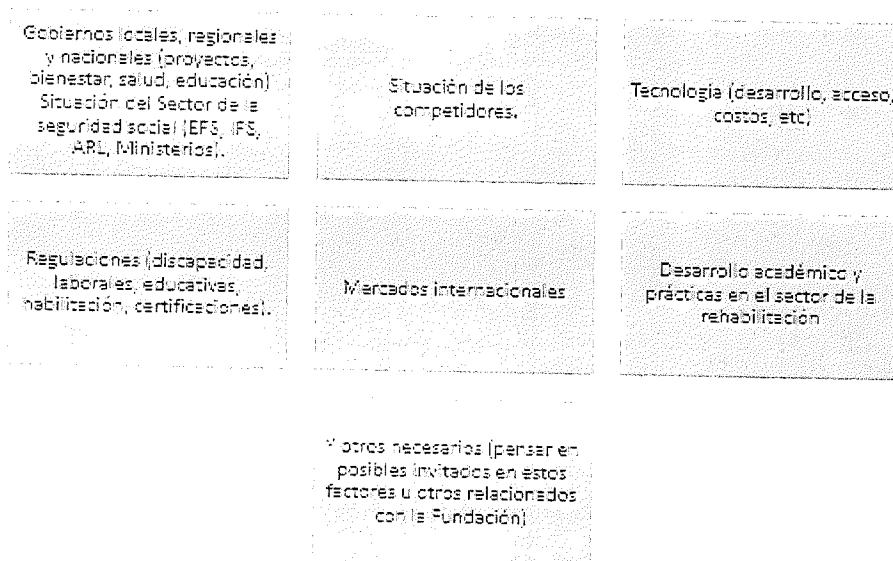 Gobiernos locales, regionales
y nacionales (proyectos,
bienestar, salud, educación)
Situación del Sector de la
seguridad social (EPS, IPS,
ARL, Ministerios).
Situación de los
competidores.
Tecnología (desarrollo, acceso,
costos, etc)
Regulaciones (discapacidad,
laborales, educativas,
habilitación, certificaciones).
Mercados internacionales
Desarrollo académico y
prácticas en el sector de la
rehabilitación
Y otros necesarios (pensar en
posibles invitados en estos
factores u otros relacionados
con la Fundación)